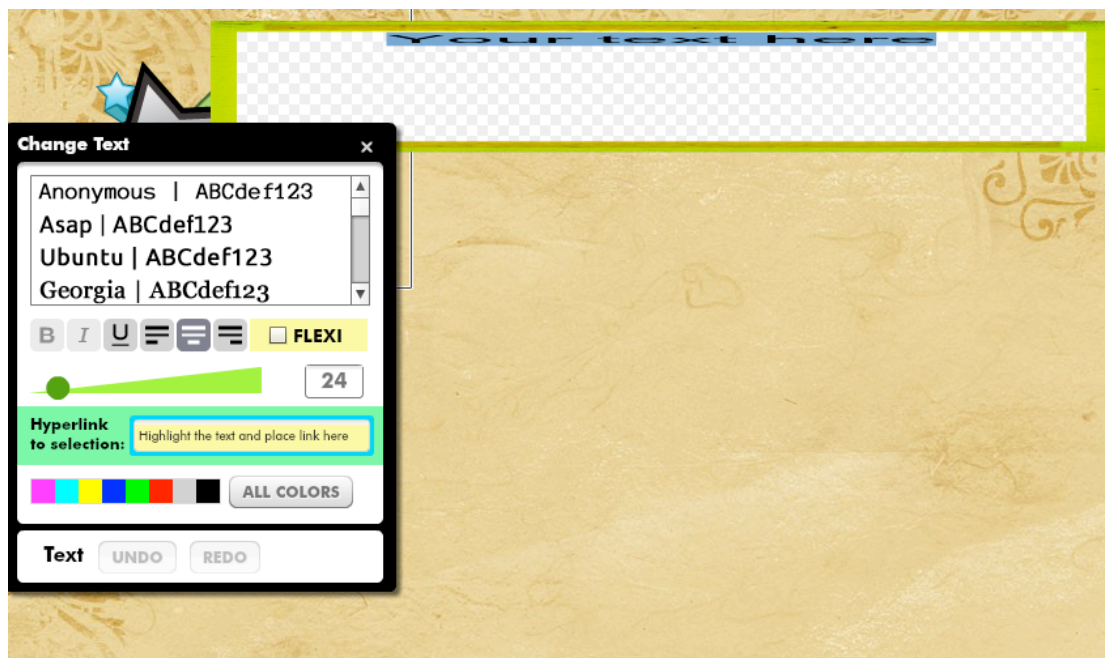 Your text here
Change Text ×
Anonymous | ABCdef123
Asap | ABCdef123
Ubuntu | ABCdef123
Georgia | ABCdef123
B I U FLEXI
24
Hyperlink
to selection: Highlight the text and place link here
ALL COLORS
Text UNDO REDO